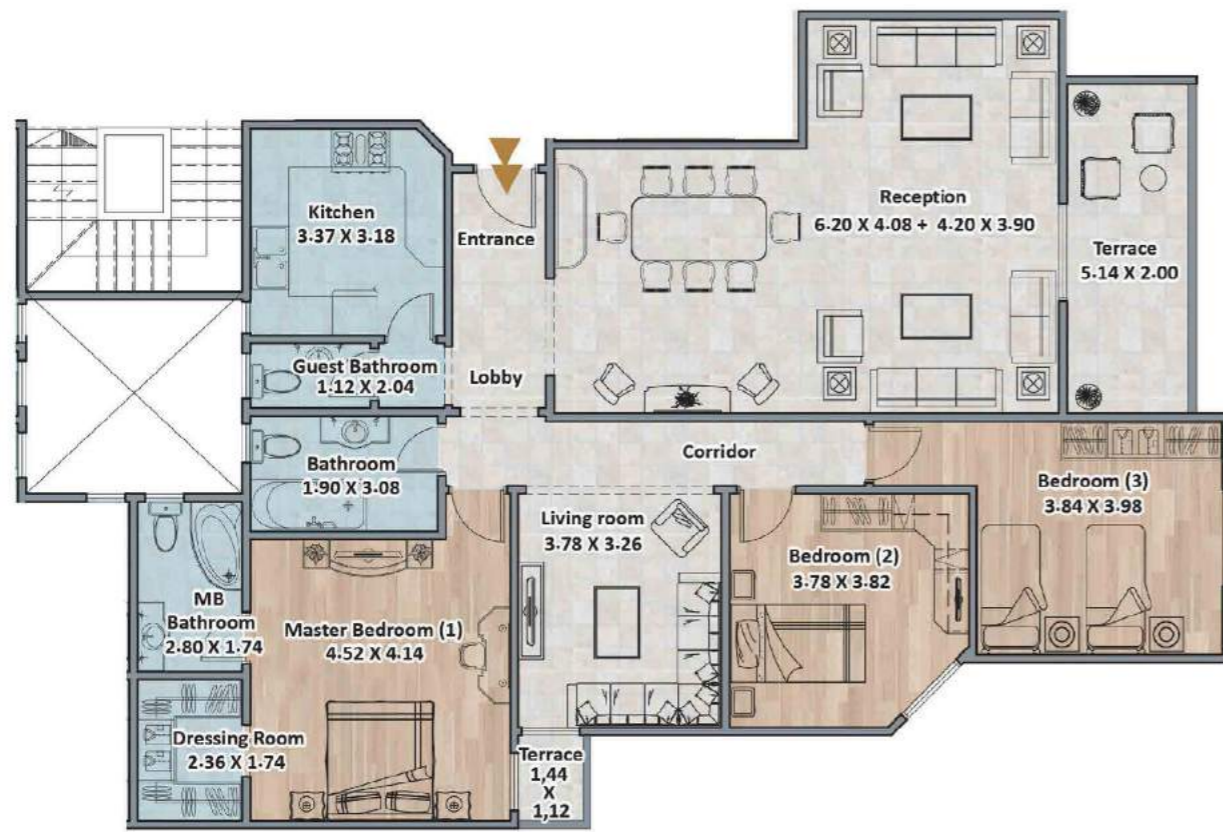 Reception
6.20 X 4.08 + 4.20 X 3.90
Kitchen
3.37 X 3.18
Entrance
Terrace
5.14 X 2.00
Guest Bathroom
1.12 X 2.04
Lobby
Corridor
Bathroom
1.90 X 3.08
Bedroom (3)
3.84 X 3.98
Living room
3.78 X 3.26
Bedroom (2)
3.78 X 3.82
MB
Bathroom
2.80 X 1.74
Master Bedroom (1)
4.52 X 4.14
Dressing Room
2.36 X 1.74
Terrace
1,44
X
1,12